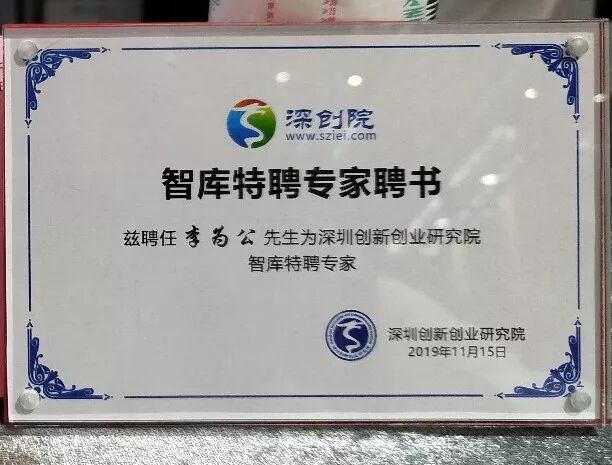 深创院
www.sziei.com
智库特聘专家聘书
兹聘任 李为公 先生为深圳创新创业研究院
智库特聘专家
深圳创新创业研究院
2019年11月15日